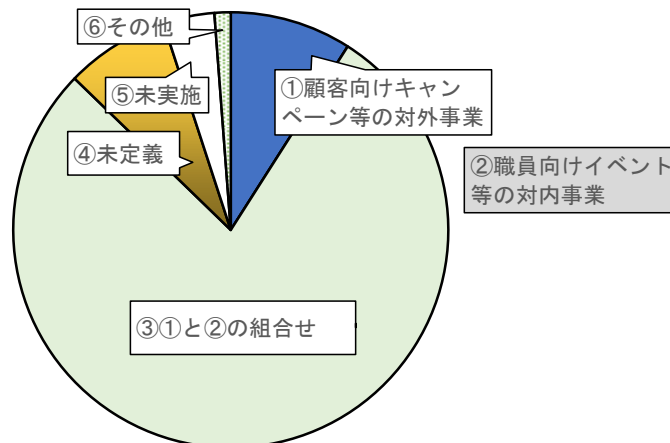 ⑥その他
⑤未実施
④未定義
①顧客向けキャン
ペーン等の対外事業
②職員向けイベント
等の対内事業
③①と②の組合せ